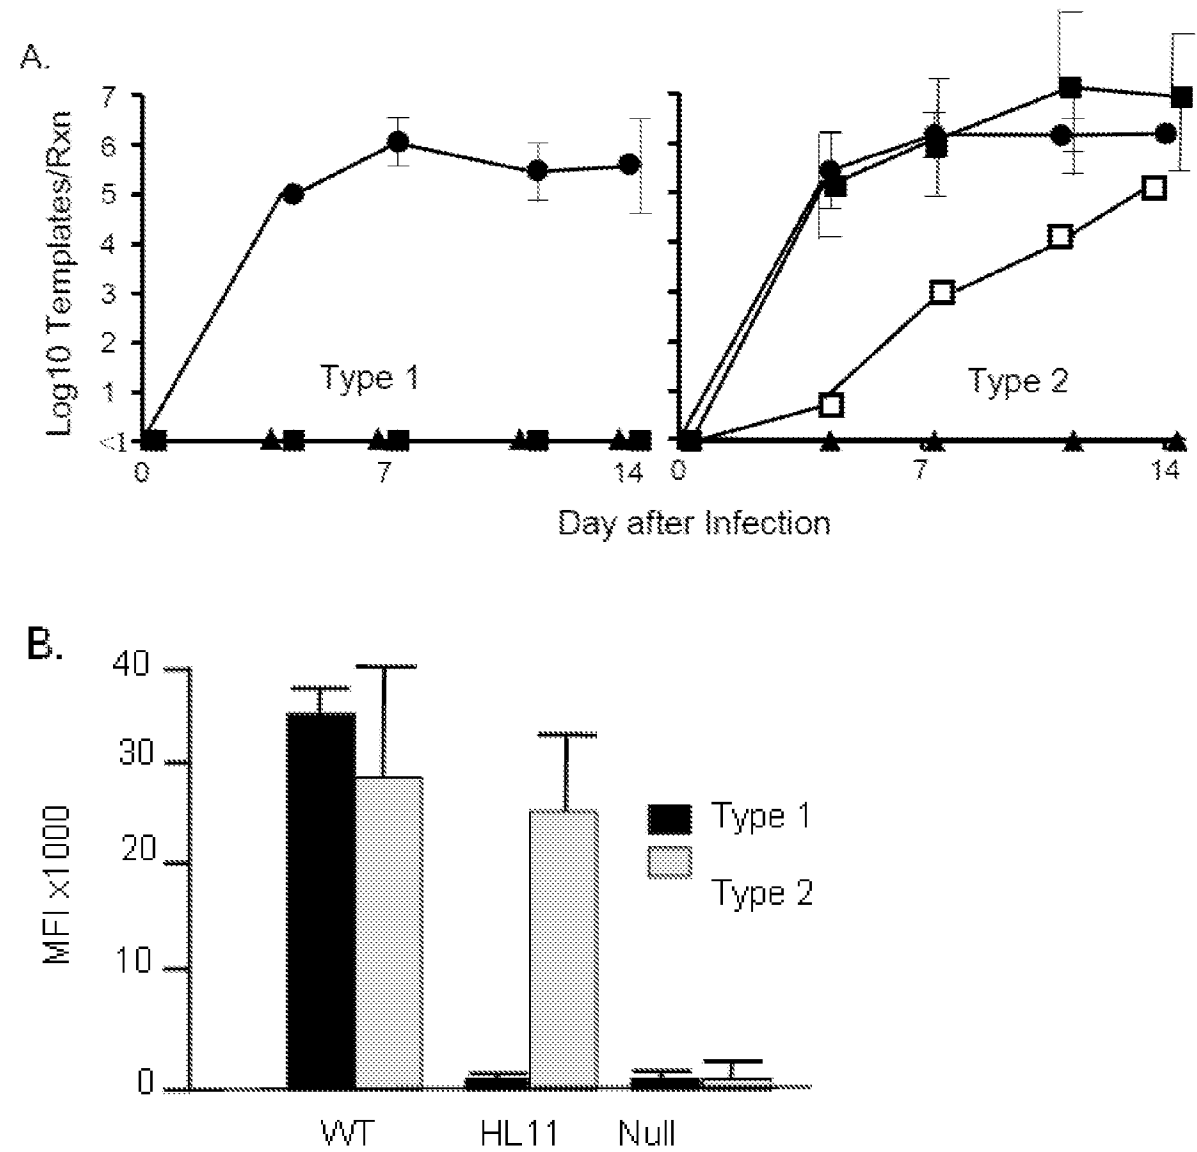 A.
Log10 Templates/Rxn
7
6
5
4
3
2
1
<1
Type 1
Type 2
0 7 14 0 7 14
Day after Infection
B.
MFI x1000
40
30
20
10
0
Type 1
Type 2
WT HL11 Null